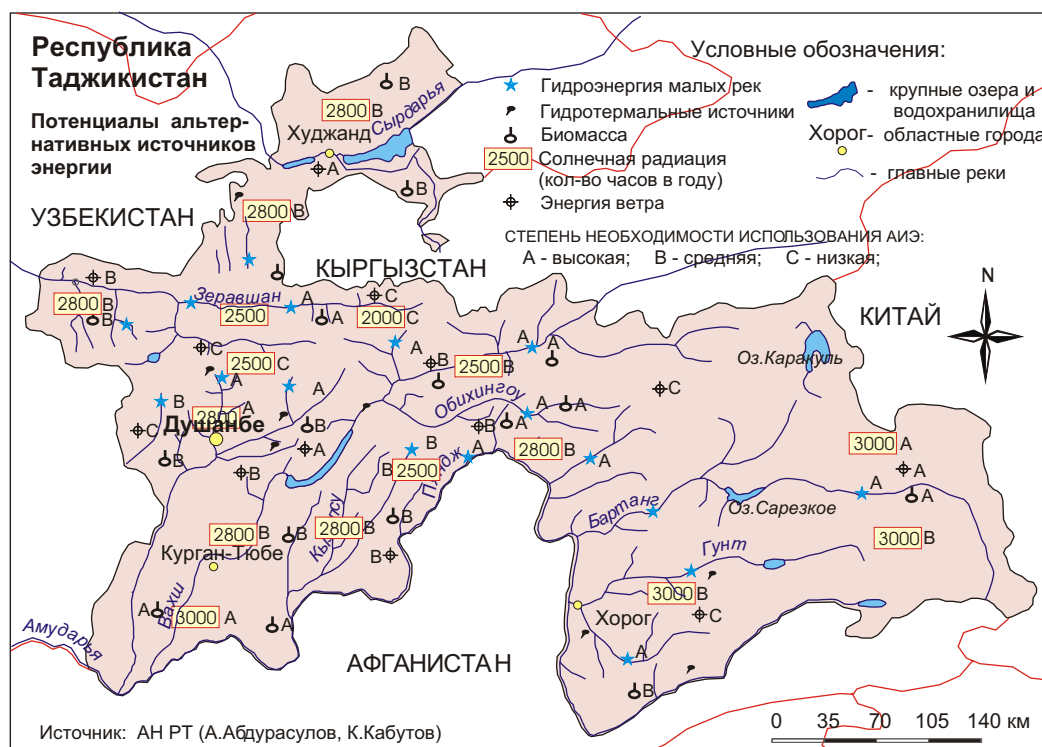 Республика
Таджикистан
Потенциалы альтер-
нативных источников
энергии
Условные обозначения:
Гидроэнергия малых рек
Гидротермальные источники
Биомасса
2500 Солнечная радиация
(кол-во часов в году)
Энергия ветра
- крупные озера и
водохранилища
Хорог- областные города
- главные реки
СТЕПЕНЬ НЕОБХОДИМОСТИ ИСПОЛЬЗОВАНИЯ АИЭ:
А - высокая; В - средняя; С - низкая;
N
В
2800 В
Сырдарья
Худжанд
А
В
УЗБЕКИСТАН
2800 В
КЫРГЫЗСТАН
КИТАЙ
В
2800 В
В
Зеравшан
А
С
2500
А
2000 С
А
Оз.Каракуль
С
2500 С
А
А
В
2500 В
А
А
С
Обихингоу
В
А
2800
Душанбе
С
В
В
А
В
В
А
А
2800 В
А
3000 А
А
А
А
В
В
2500
Пяндж
Бартанг
Оз.Сарезкое
3000 В
2800 В
В
Кызылсу
2800 В
В
В
Курган-Тюбе
Гунт
3000 В
С
Хорог
А
Вахш
3000 А
А
А
В
Амударья
АФГАНИСТАН
Источник: АН РТ (А.Абдурасулов, К.Кабутов)
0 35 70 105 140 км